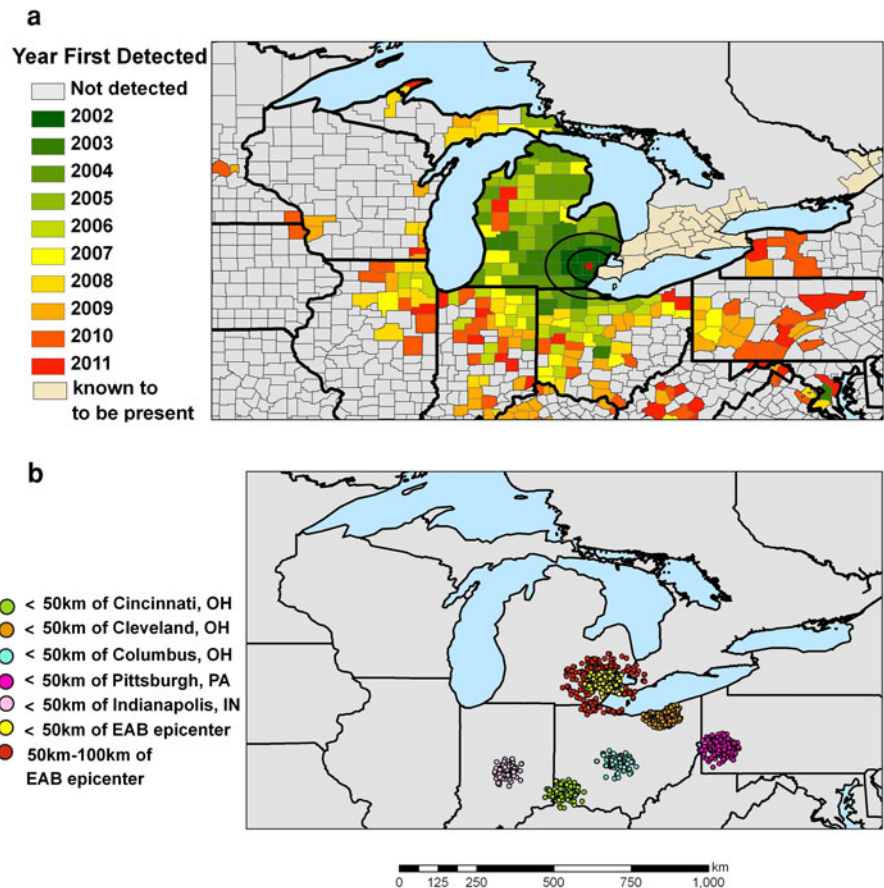 a
Year First Detected
Not detected
2002
2003
2004
2005
2006
2007
2008
2009
2010
2011
known to
to be present
b
< 50km of Cincinnati, OH
< 50km of Cleveland, OH
< 50km of Columbus, OH
< 50km of Pittsburgh, PA
< 50km of Indianapolis, IN
< 50km of EAB epicenter
50km-100km of
EAB epicenter
km
0 125 250 500 750 1,000